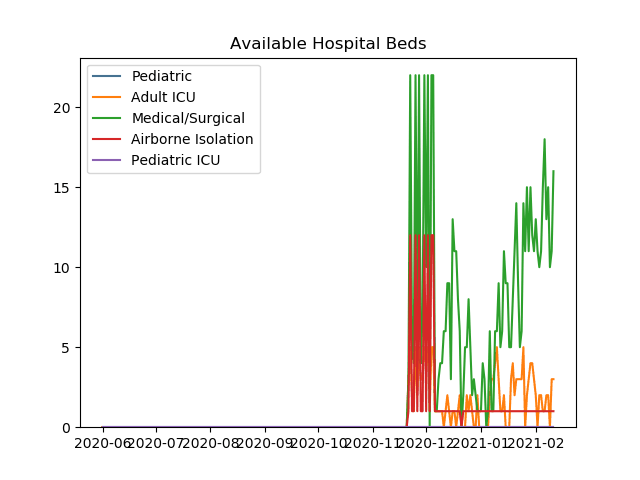 Available Hospital Beds
Pediatric
Adult ICU
Medical/Surgical
Airborne Isolation
Pediatric ICU
20
15
10
5
0
2020-06 2020-07 2020-08 2020-09 2020-10 2020-11 2020-12 2021-01 2021-02